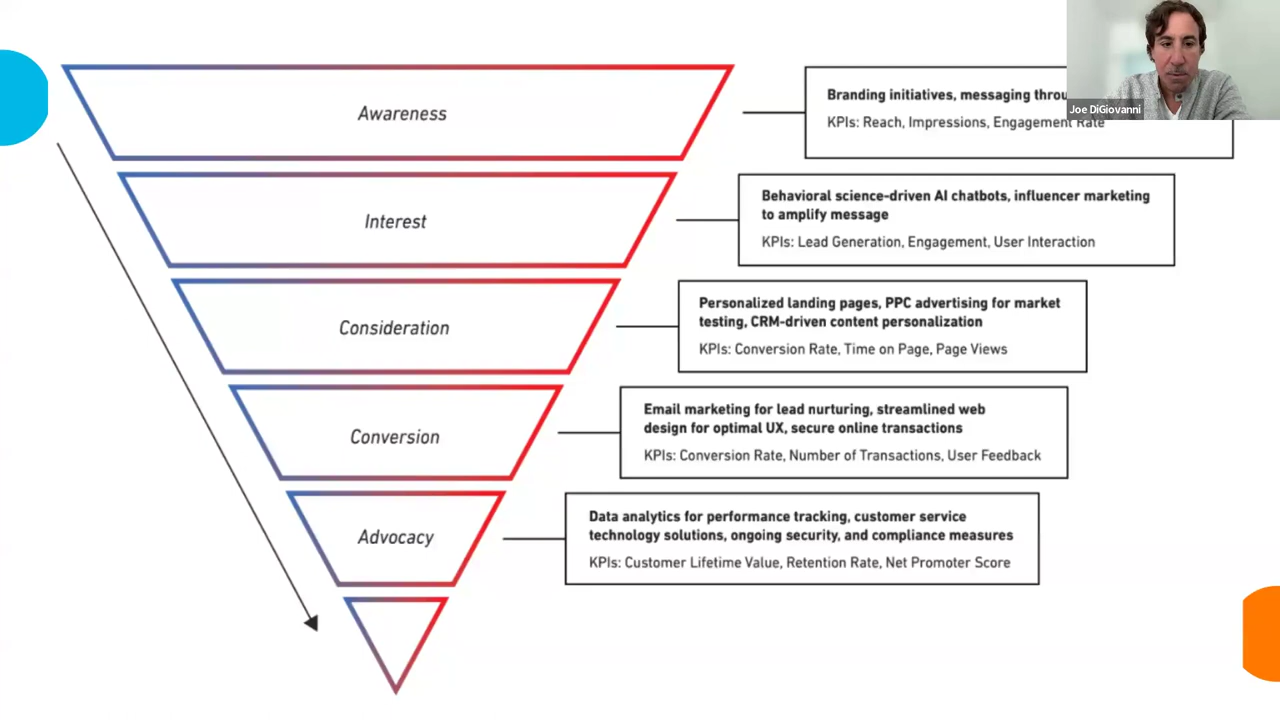 Awareness
Branding initiatives, messaging
KPIs: Reach, Impressions, Engagement Rate
Joe DiGiovanni
Interest
Behavioral science-driven AI chatbots, influencer marketing
to amplify message
KPIs: Lead Generation, Engagement, User Interaction
Consideration
Personalized landing pages, PPC advertising for market
testing, CRM-driven content personalization
KPIs: Conversion Rate, Time on Page, Page Views
Conversion
Email marketing for lead nurturing, streamlined web
design for optimal UX, secure online transactions
KPIs: Conversion Rate, Number of Transactions, User Feedback
Advocacy
Data analytics for performance tracking, customer service
technology solutions, ongoing security, and compliance measures
KPIs: Customer Lifetime Value, Retention Rate, Net Promoter Score